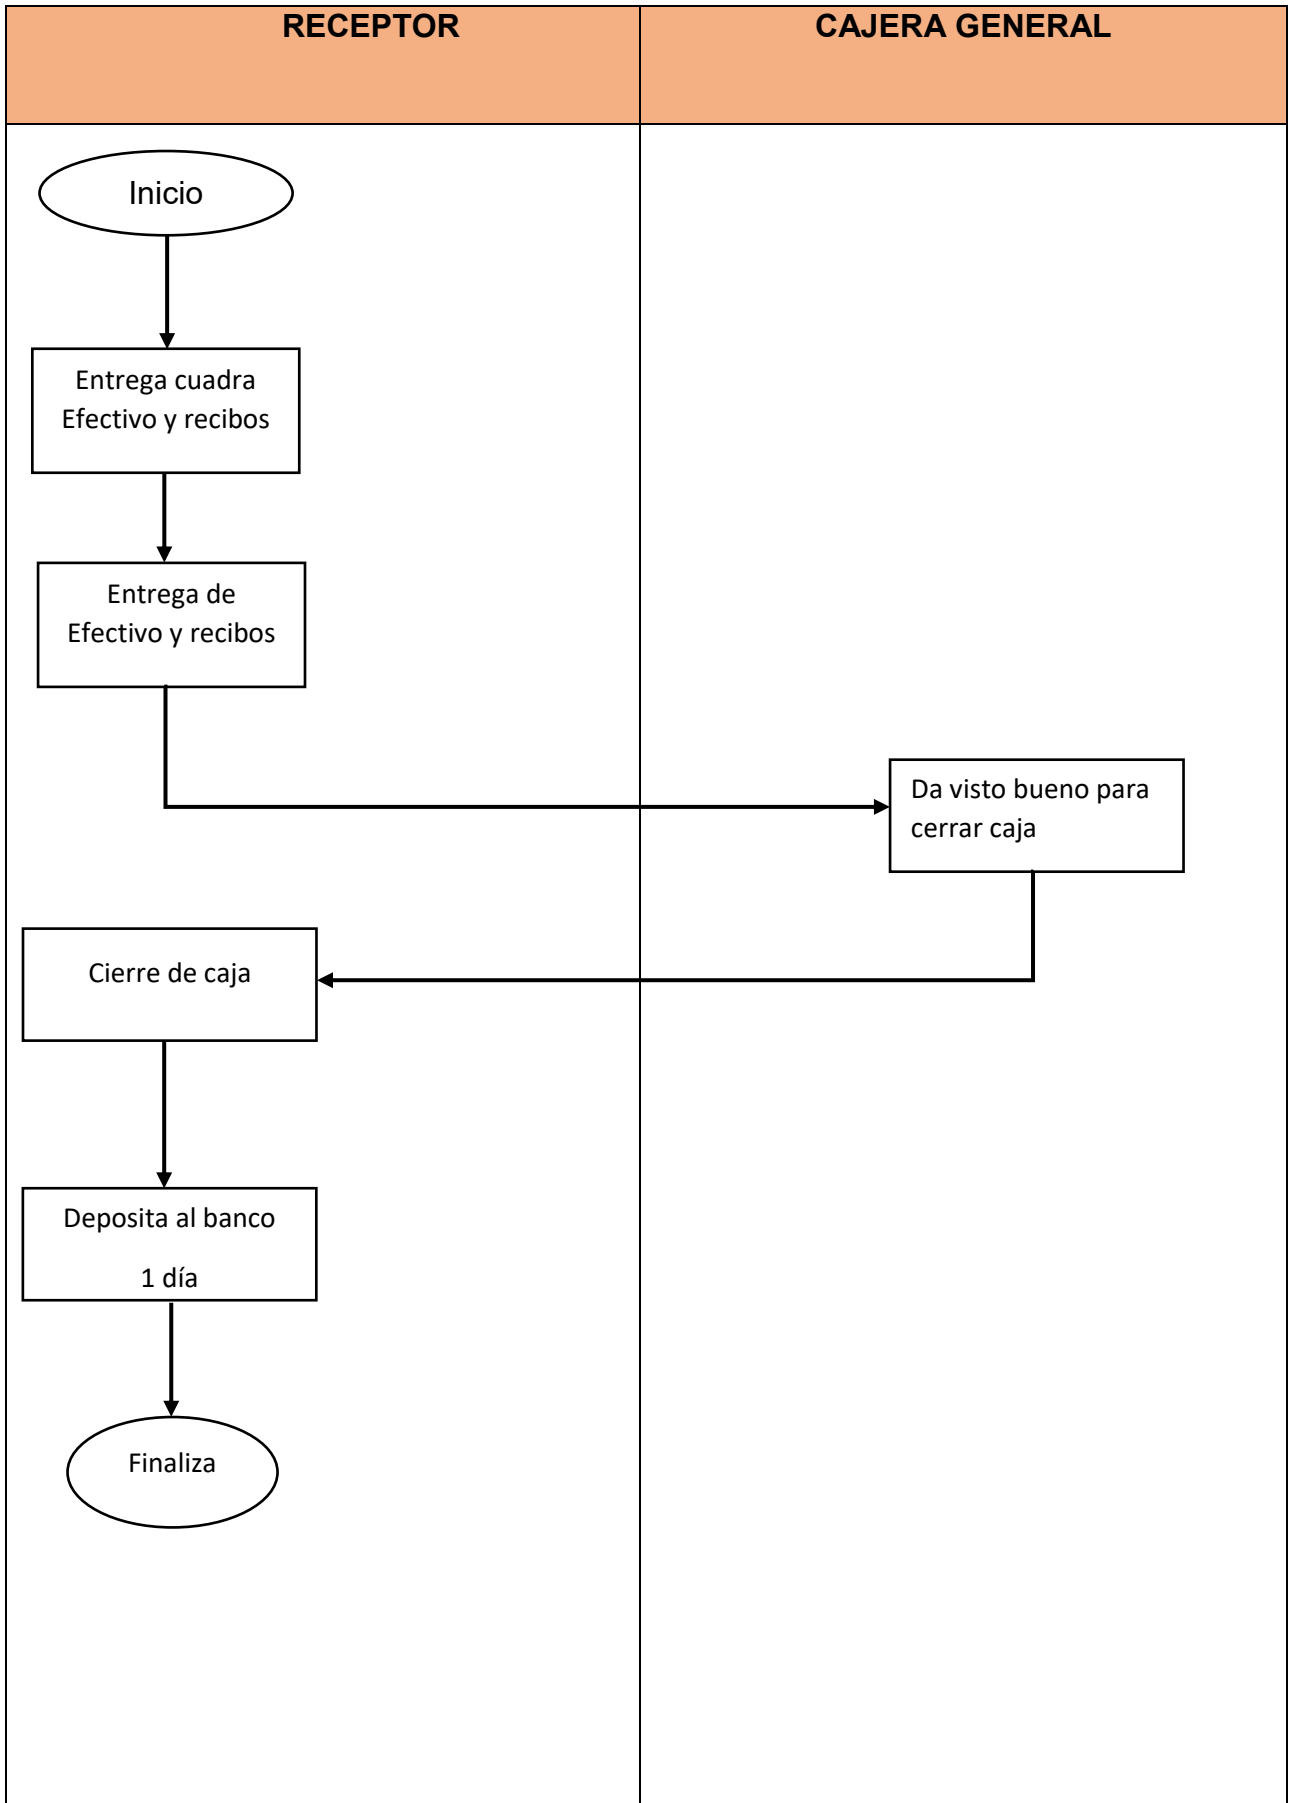 RECEPTOR
CAJERA GENERAL
Inicio
Entrega cuadra
Efectivo y recibos
Entrega de
Efectivo y recibos
Da visto bueno para
cerrar caja
Cierre de caja
Deposita al banco
1 día
Finaliza